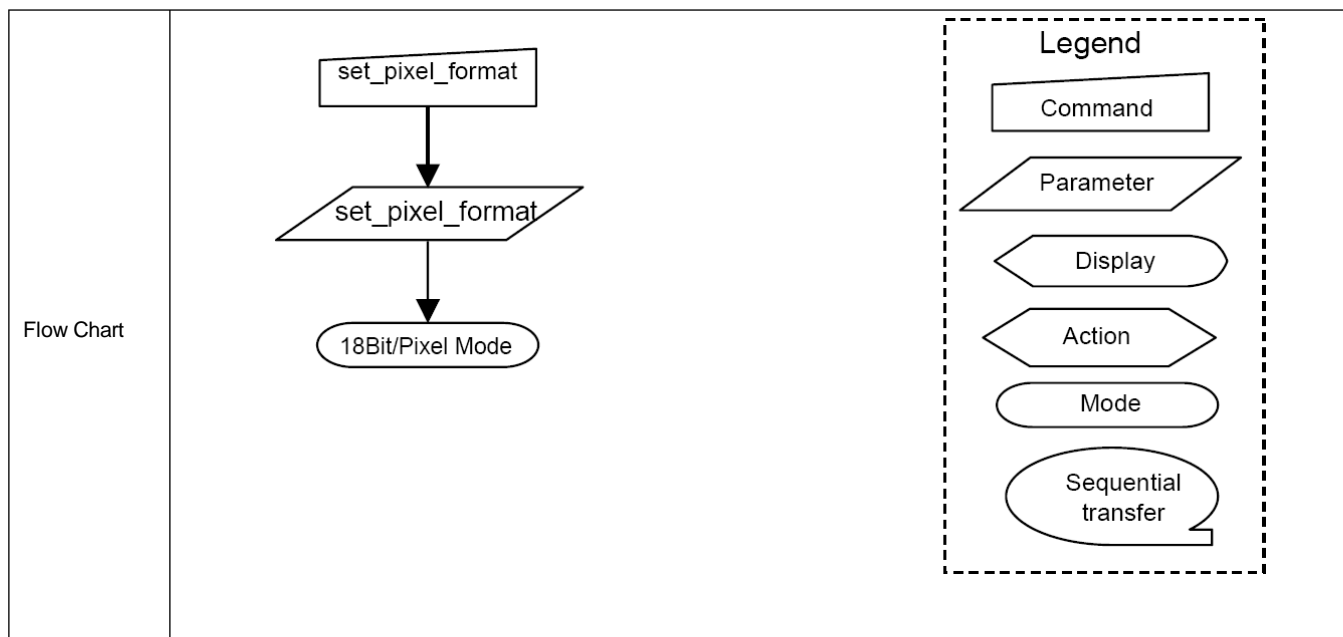 Flow Chart
set_pixel_format
set_pixel_format
18Bit/Pixel Mode
Legend
Command
Parameter
Display
Action
Mode
Sequential
transfer